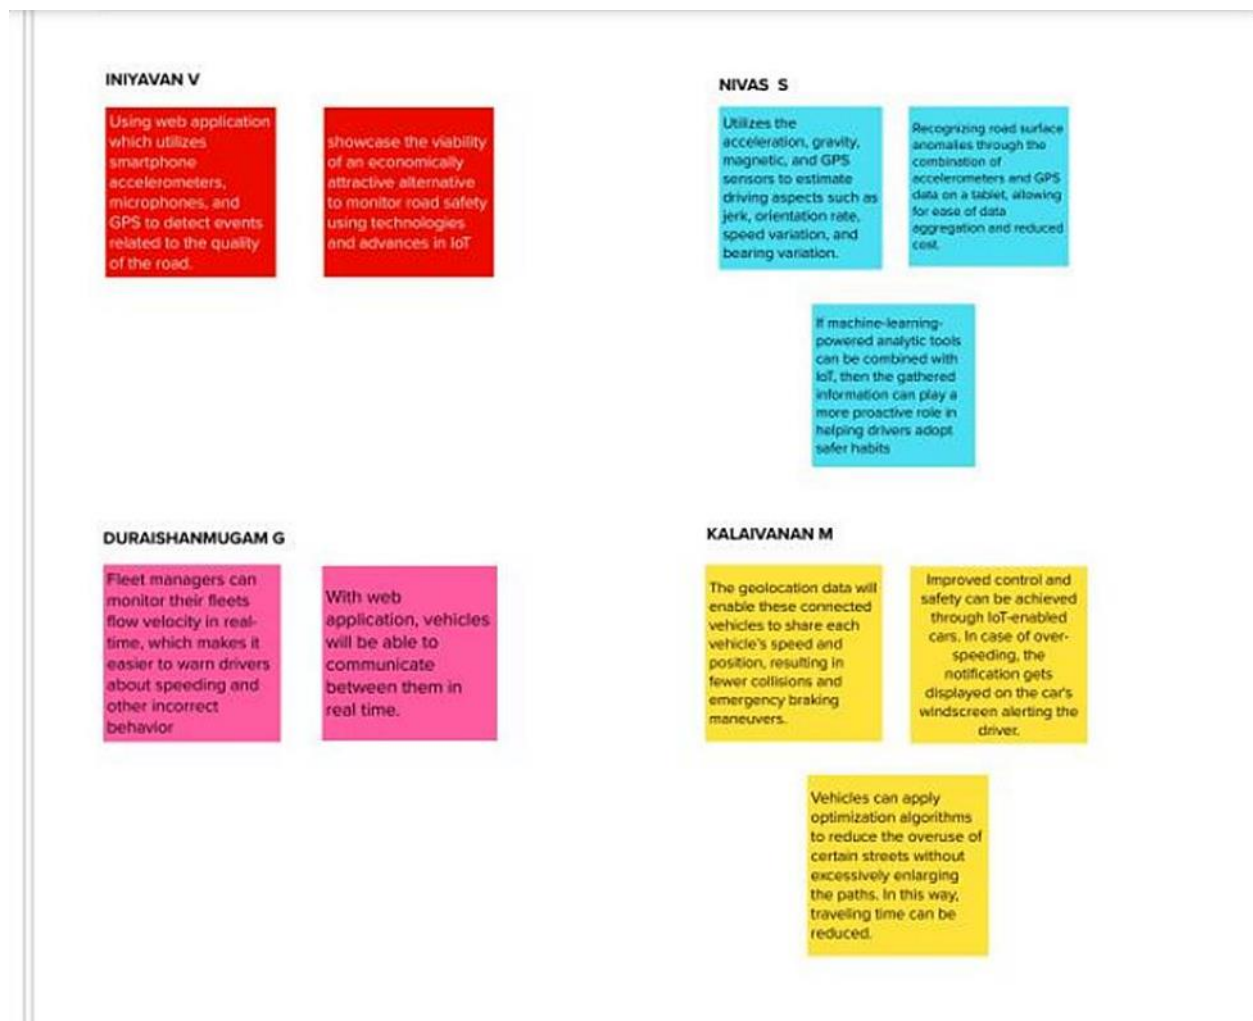 INIYAVAN V
Using web application
which utilizes
smartphone
accelerometers,
microphones, and
GPS to detect events
related to the quality
of the road.
showcase the viability
of an economically
attractive alternative
to monitor road safety
using technologies
and advances in IoT
NIVAS S
Utilizes the
acceleration, gravity,
magnetic, and GPS
sensors to estimate
driving aspects such as
jerk, orientation rate,
speed variation, and
bearing variation.
Recognizing road surface
anomalies through the
combination of
accelerometers and GPS
data on a tablet, allowing
for ease of data
aggregation and reduced
cost.
If machine-learning-
powered analytic tools
can be combined with
IoT, then the gathered
information can play a
more proactive role in
helping drivers adopt
safer habits
DURAISHANMUGAM G
Fleet managers can
monitor their fleets
flow velocity in real-
time, which makes it
easier to warn drivers
about speeding and
other incorrect
behavior
With web
application, vehicles
will be able to
communicate
between them in
real time.
KALAIVANAN M
The geolocation data will
enable these connected
vehicles to share each
vehicle's speed and
position, resulting in
fewer collisions and
emergency braking
maneuvers.
Improved control and
safety can be achieved
through IoT-enabled
cars. In case of over-
speeding, the
notification gets
displayed on the car's
windscreen alerting the
driver.
Vehicles can apply
optimization algorithms
to reduce the overuse of
certain streets without
excessively enlarging
the paths. In this way,
traveling time can be
reduced.